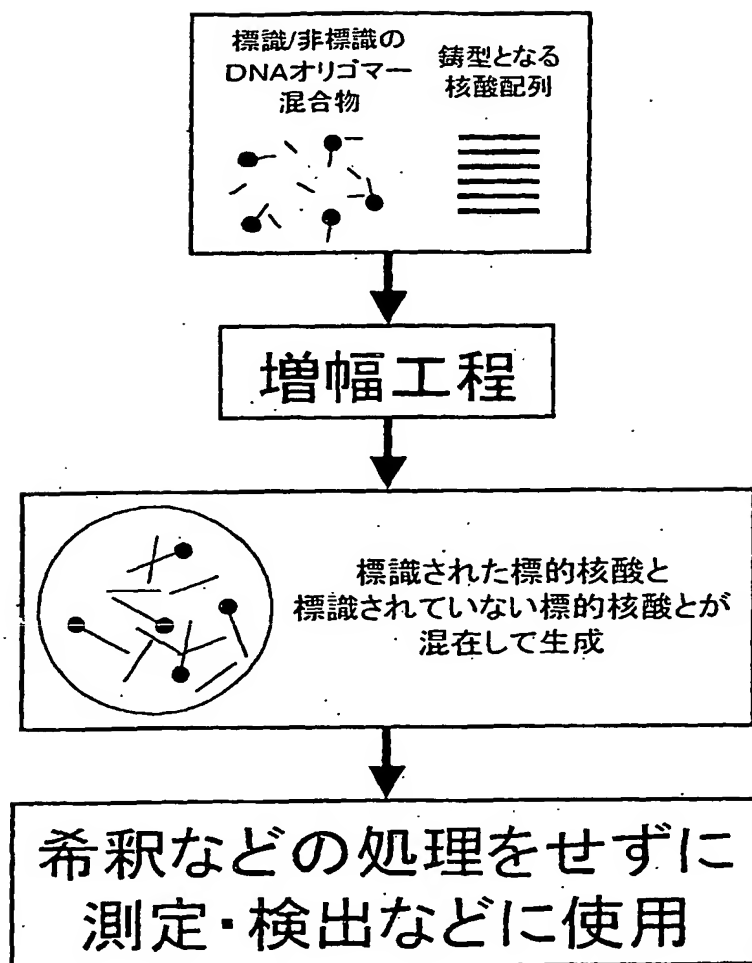 標識/非標識の
DNAオリゴマー
混合物
鋳型となる
核酸配列
増幅工程
標識された標的核酸と
標識されていない標的核酸とが
混在して生成
希釈などの処理をせずに
測定・検出などに使用